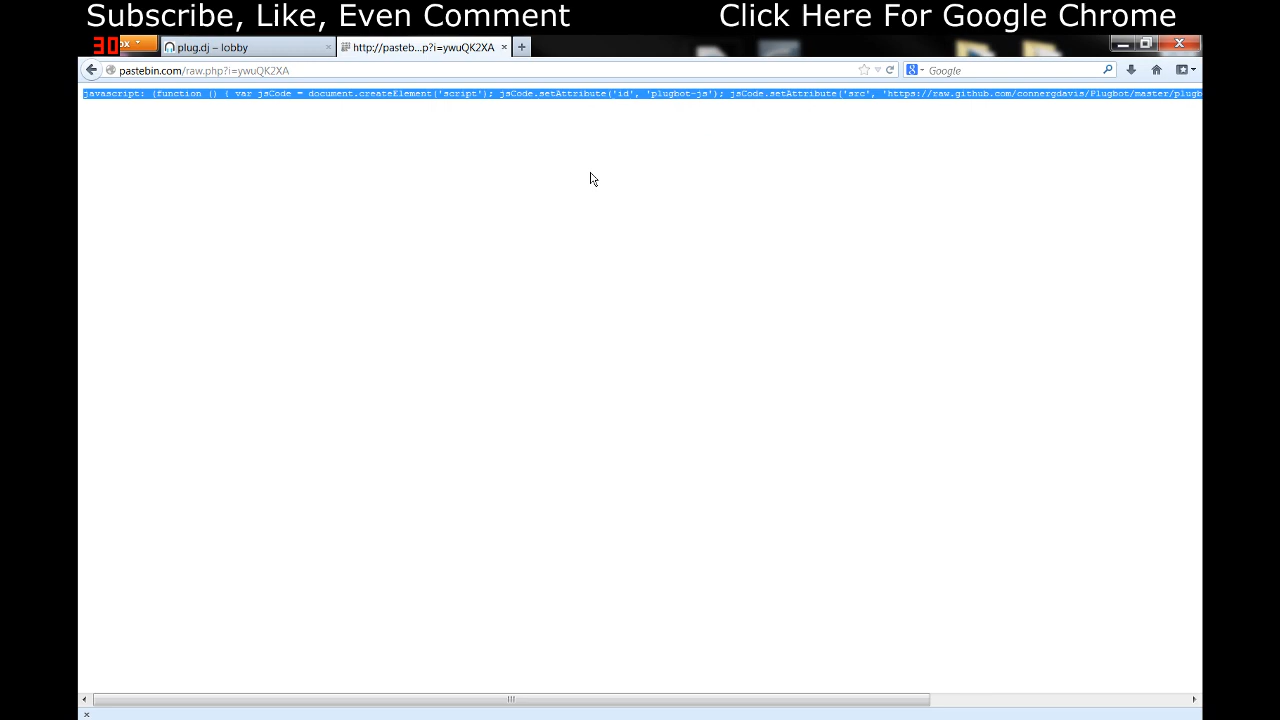 Subscribe, Like, Even Comment
Click Here For Google Chrome
30
plug.dj – lobby
http://pasteb...p?i=ywuQK2XA
pastebin.com/raw.php?i=ywuQK2XA
Google
javascript: (function () { var jsCode = document.createElement('script'); jsCode.setAttribute('id', 'plugbot-js'); jsCode.setAttribute('src', 'https://raw.github.com/connergdavis/Plugbot/master/plugb